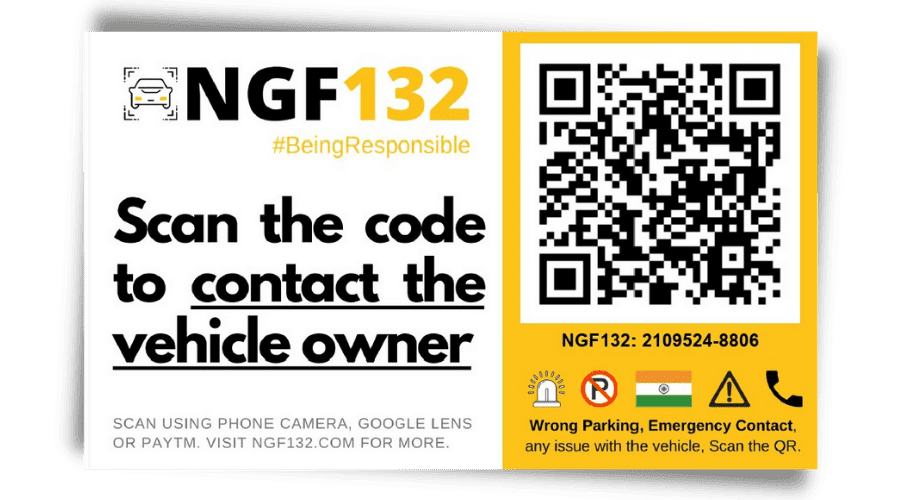 NGF132
#BeingResponsible
Scan the code
to contact the
vehicle owner
SCAN USING PHONE CAMERA, GOOGLE LENS
OR PAYTM. VISIT NGF132.COM FOR MORE.
NGF132: 2109524-8806
P
Wrong Parking, Emergency Contact,
any issue with the vehicle, Scan the QR.